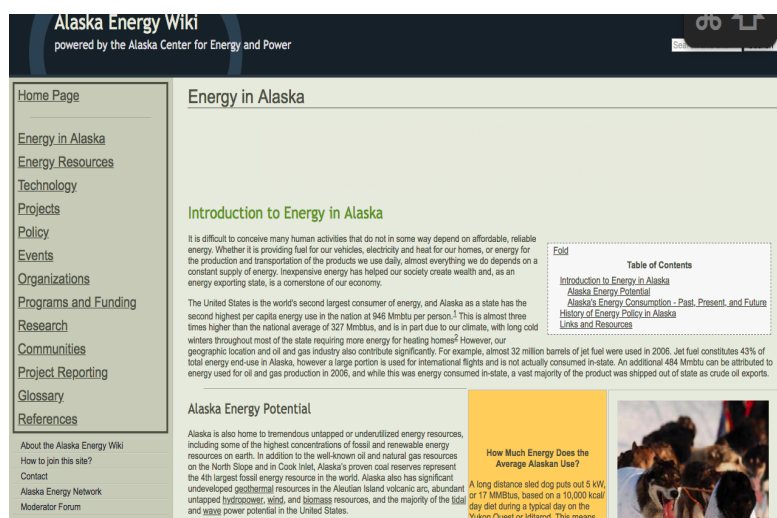 Alaska Energy Wiki
powered by the Alaska Center for Energy and Power
Home Page
Energy in Alaska
Energy Resources
Technology
Projects
Policy
Events
Organizations
Programs and Funding
Research
Communities
Project Reporting
Glossary
References
About the Alaska Energy Wiki
How to join this site?
Contact
Alaska Energy Network
Moderator Forum
Energy in Alaska
Introduction to Energy in Alaska
It is difficult to conceive many human activities that do not in some way depend on affordable, reliable
energy. Whether it is providing fuel for our vehicles, electricity and heat for our homes, or energy for
the production and transportation of the products we use daily, almost everything we do depends on a
constant supply of energy. Inexpensive energy has helped our society create wealth and, as an
energy exporting state, is a cornerstone of our economy.
Fold
Table of Contents
Introduction to Energy in Alaska
Alaska Energy Potential
Alaska's Energy Consumption - Past, Present, and Future
History of Energy Policy in Alaska
Links and Resources
The United States is the world's second largest consumer of energy, and Alaska as a state has the
second highest per capita energy use in the nation at 946 Mmbtu per person.1 This is almost three
times higher than the national average of 327 Mmbtus, and is in part due to our climate, with long cold
winters throughout most of the state requiring more energy for heating homes2 However, our
geographic location and oil and gas industry also contribute significantly. For example, almost 32 million barrels of jet fuel were used in 2006. Jet fuel constitutes 43% of
total energy end-use in Alaska, however a large portion is used for international flights and is not actually consumed in-state. An additional 484 Mmbtu can be attributed to
energy used for oil and gas production in 2006, and while this was energy consumed in-state, a vast majority of the product was shipped out of state as crude oil exports.
Alaska Energy Potential
Alaska is also home to tremendous untapped or underutilized energy resources,
including some of the highest concentrations of fossil and renewable energy
resources on earth. In addition to the well-known oil and natural gas resources
on the North Slope and in Cook Inlet, Alaska's proven coal reserves represent
the 4th largest fossil energy resource in the world. Alaska also has significant
undeveloped geothermal resources in the Aleutian Island volcanic arc, abundant
untapped hydropower, wind, and biomass resources, and the majority of the tidal
and wave power potential in the United States.
How Much Energy Does the
Average Alaskan Use?
A long distance sled dog puts out 5 kW,
or 17 MMBtus, based on a 10,000 kcal/
day diet during a typical day on the
Yukon Quest or Iditarod. This means